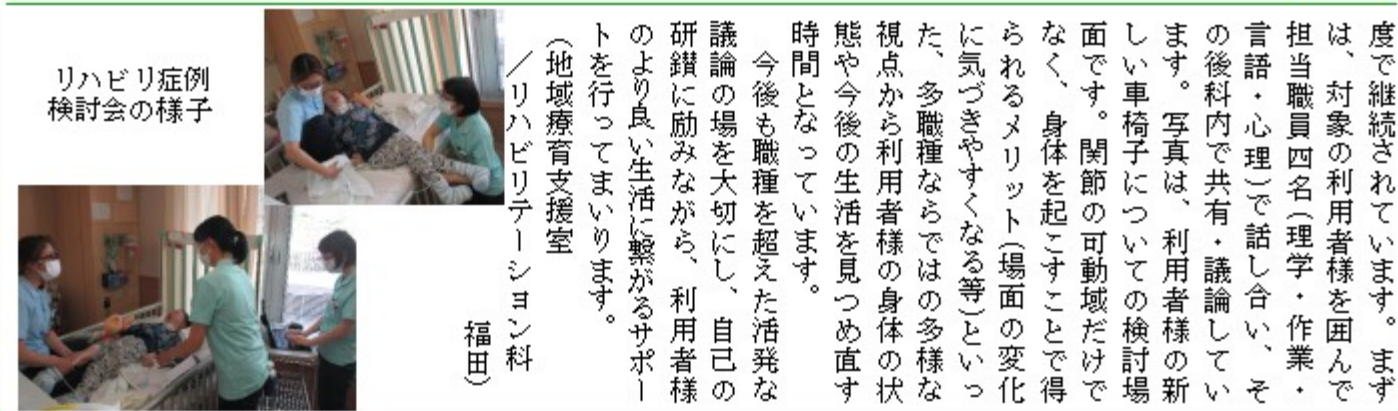 度で継続されています。まず
は、対象の利用者様を囲んで
担当職員四名(理学・作業・
言語・心理)で話し合い、そ
の後科内で共有・議論してい
ます。写真は、利用者様の新
しい車椅子についての検討場
面です。関節の可動域だけで
なく、身体を起こすことで得
られるメリット(場面の変化
に気づきやすくなる等)といっ
た、多職種ならではの多様な
視点から利用者様の身体の状
態や今後の生活を見つめ直す
時間となっています。
今後も職種を超えた活発な
議論の場を大切にし、自己の
研鑽に励みながら、利用者様
のより良い生活に繋がるサポー
トを行ってまいります。
(地域療育支援室
／リハビリテーション科
福田)
リハビリ症例
検討会の様子